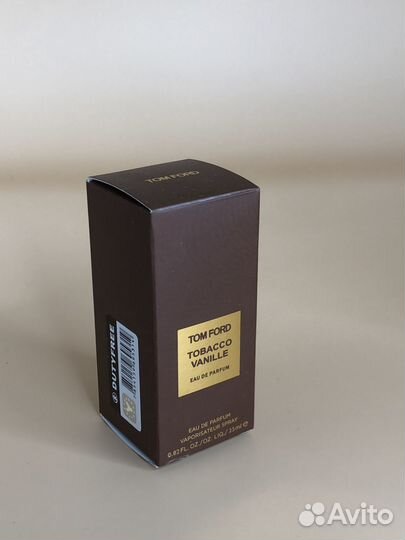 TOM FORD
TOM FORD
TOBACCO
VANILLE
EAU DE PARFUM
EAU DE PARFUM
VAPORISATEUR SPRAY
DUTYFREE
Avito